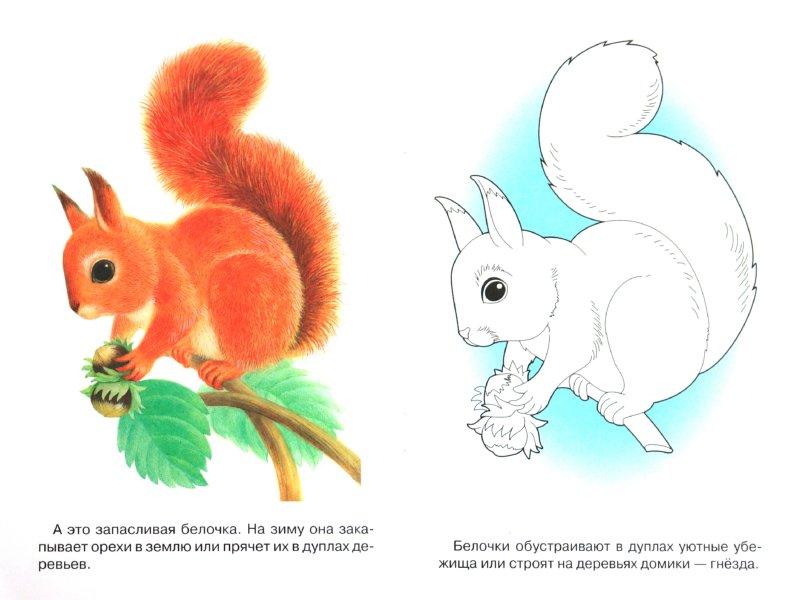 А это запасливая белочка. На зиму она зака-
пывает орехи в землю или прячет их в дуплах де-
ревьев.
Белочки обустраивают в дуплах уютные убе-
жища или строят на деревьях домики — гнёзда.